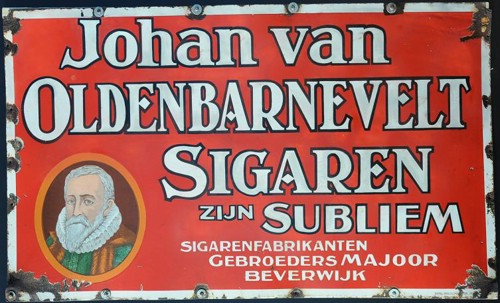 Johan van
OLDENBARNEVELT
SIGAREN
ZIJN SUBLIEM
SIGARENFABRIKANTEN
GEBROEDERS MAJOOR
BEVERWIJK